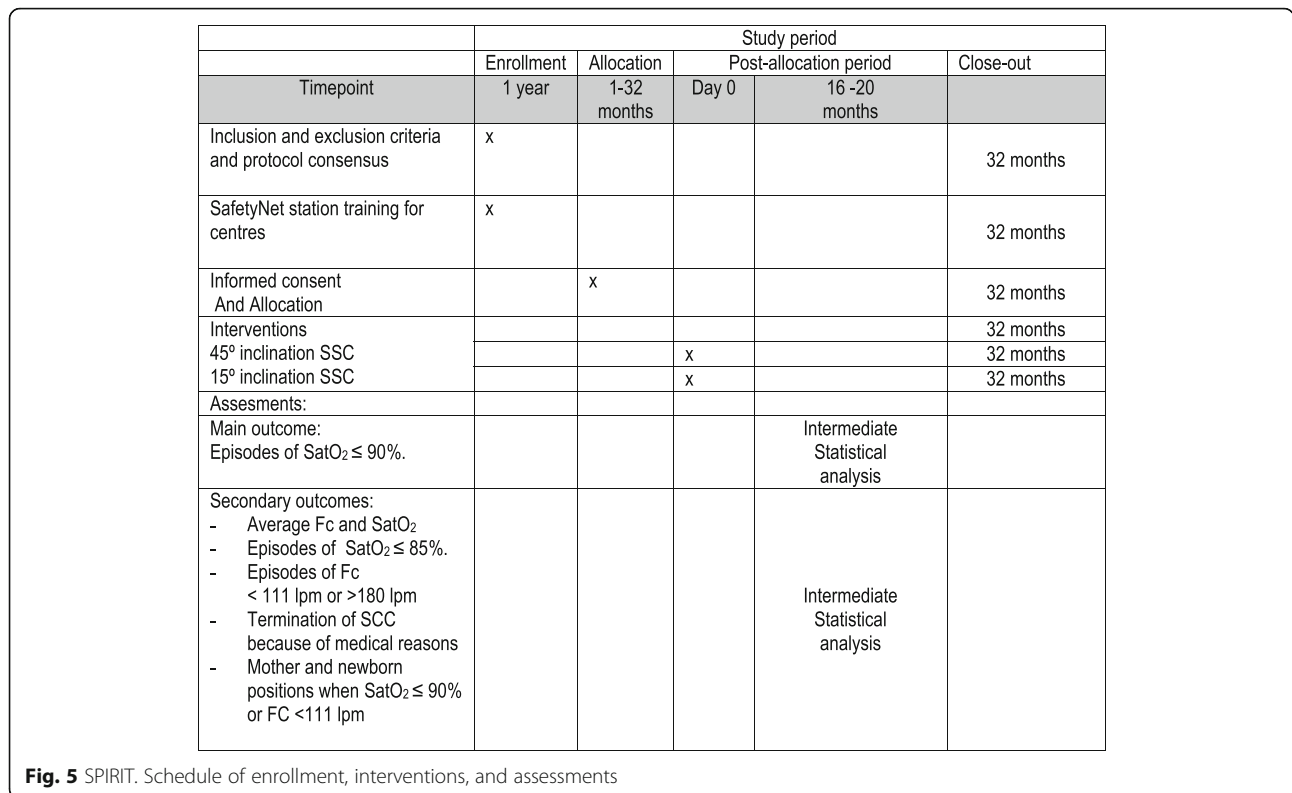 Study period
Enrollment Allocation Post-allocation period Close-out
Timepoint 1 year 1-32 months Day 0 16 -20 months
Inclusion and exclusion criteria x
and protocol consensus 32 months
SafetyNet station training for x
centres 32 months
Informed consent x
And Allocation 32 months
Interventions 32 months
45º inclination SSC x 32 months
15º inclination SSC x 32 months
Assesments:
Main outcome: Intermediate
Episodes of SatO₂ ≤ 90%. Statistical
analysis
Secondary outcomes:
- Average Fc and SatO₂
- Episodes of SatO₂ ≤ 85%.
- Episodes of Fc
< 111 lpm or >180 lpm Intermediate
- Termination of SCC Statistical
because of medical reasons analysis
- Mother and newborn
positions when SatO₂ ≤ 90%
or FC <111 lpm
Fig. 5 SPIRIT. Schedule of enrollment, interventions, and assessments